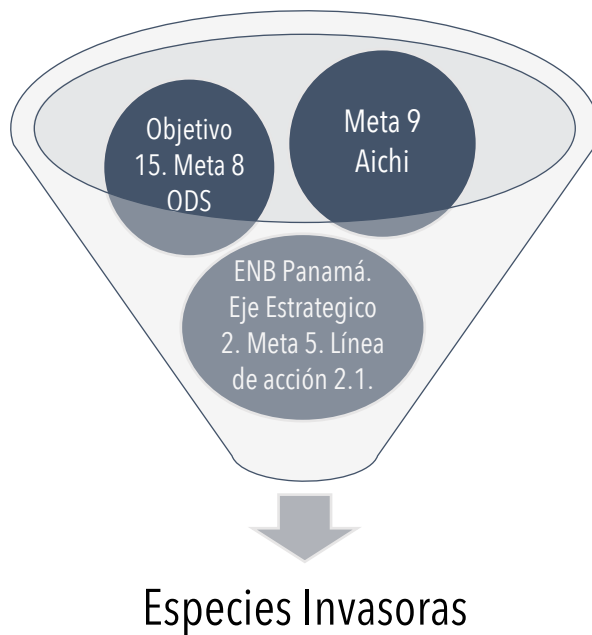 Objetivo
15. Meta 8
ODS
Meta 9
Aichi
ENB Panamá.
Eje Estrategico
2. Meta 5. Línea
de acción 2.1.
Especies Invasoras